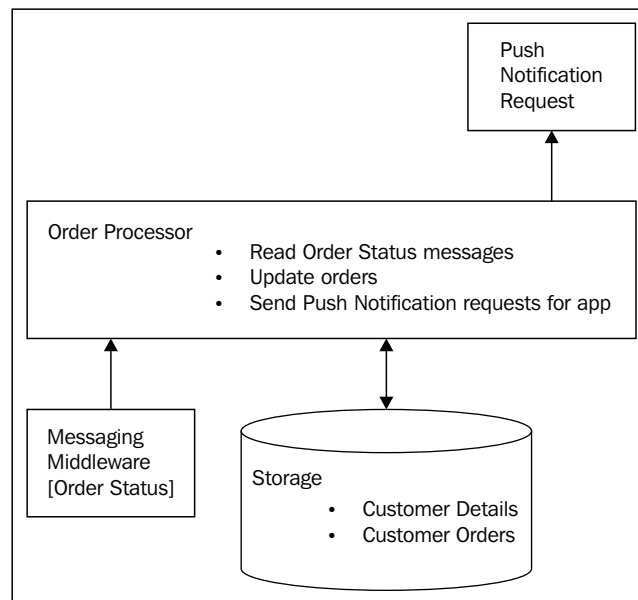 Push
Notification
Request
Order Processor
• Read Order Status messages
• Update orders
• Send Push Notification requests for app
Messaging
Middleware
[Order Status]
Storage
• Customer Details
• Customer Orders